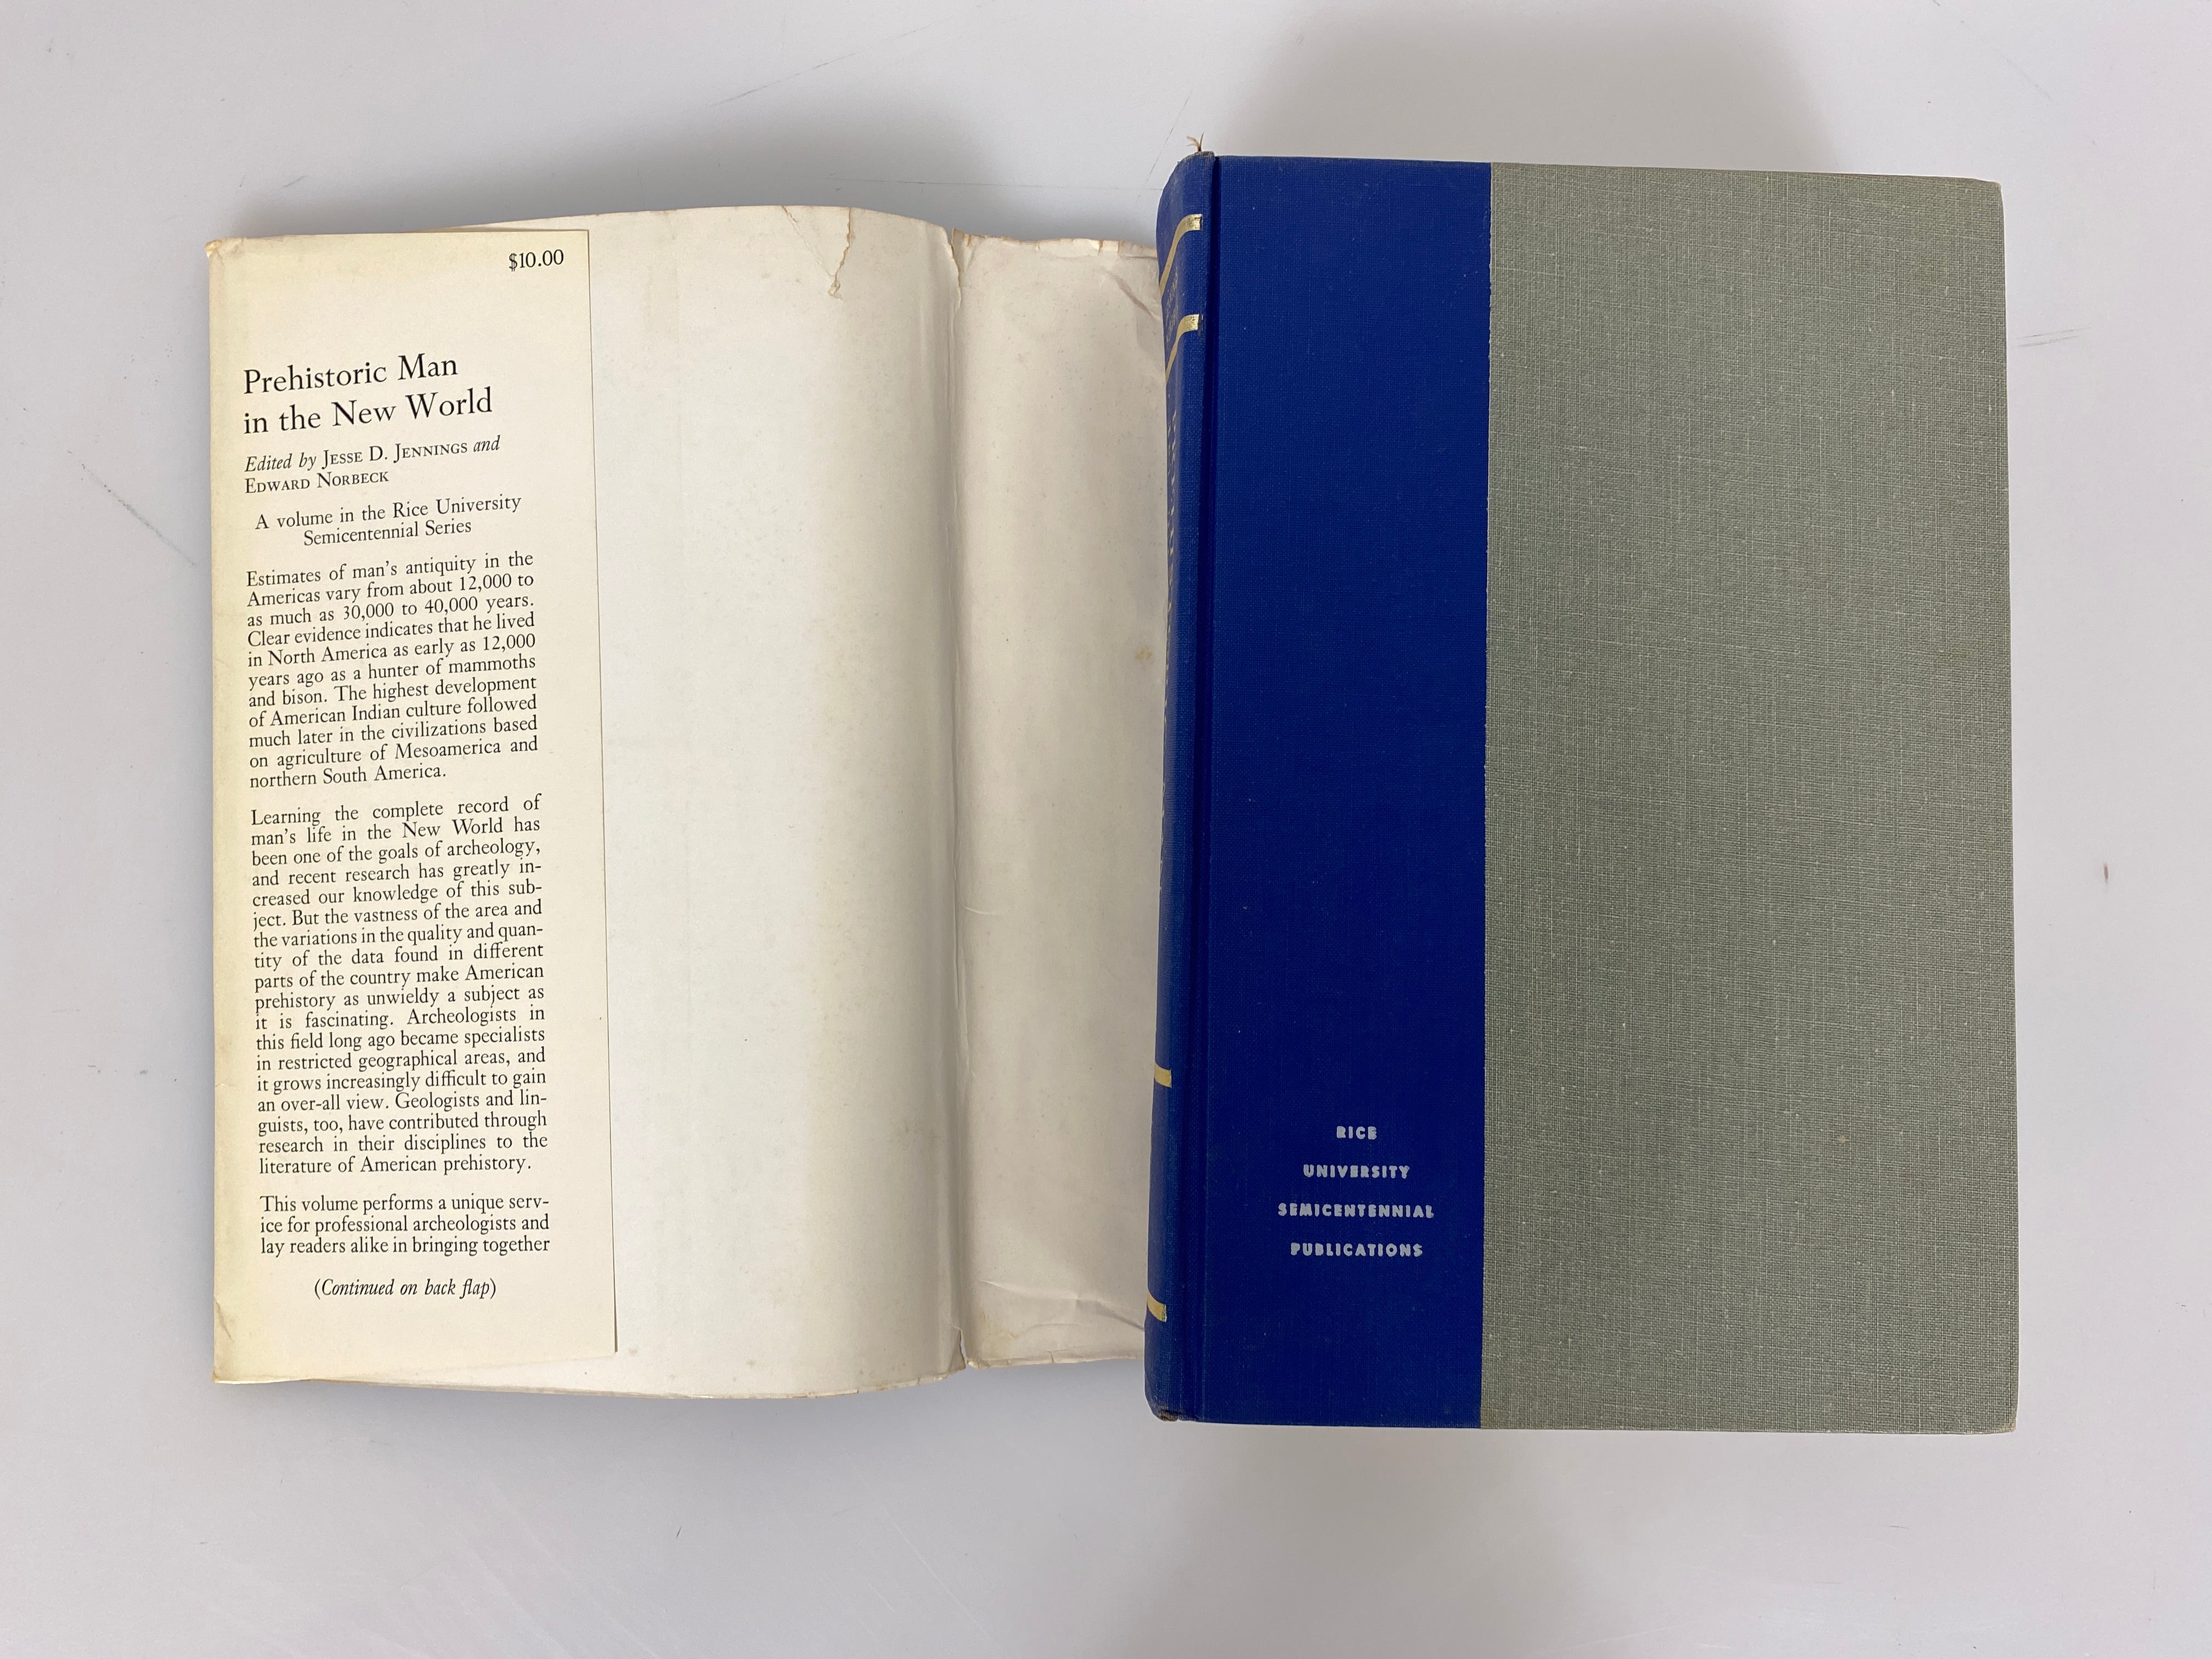 $10.00
Prehistoric Man
in the New World
Edited by JESSE D. JENNINGS and
EDWARD NORBECK
A volume in the Rice University
Semicentennial Series
Estimates of man's antiquity in the
Americas vary from about 12,000 to
as much as 30,000 to 40,000 years.
Clear evidence indicates that he lived
in North America as early as 12,000
years ago as a hunter of mammoths
and bison. The highest development
of American Indian culture followed
much later in the civilizations based
on agriculture of Mesoamerica and
northern South America.
Learning the complete record of
man's life in the New World has
been one of the goals of archeology,
and recent research has greatly in-
creased our knowledge of this sub-
ject. But the vastness of the area and
the variations in the quality and quan-
tity of the data found in different
parts of the country make American
prehistory as unwieldy a subject as
it is fascinating. Archeologists in
this field long ago became specialists
in restricted geographical areas, and
it grows increasingly difficult to gain
an over-all view. Geologists and lin-
guists, too, have contributed through
research in their disciplines to the
literature of American prehistory.
This volume performs a unique serv-
ice for professional archeologists and
lay readers alike in bringing together
(Continued on back flap)
RICE
UNIVERSITY
SEMICENTENNIAL
PUBLICATIONS